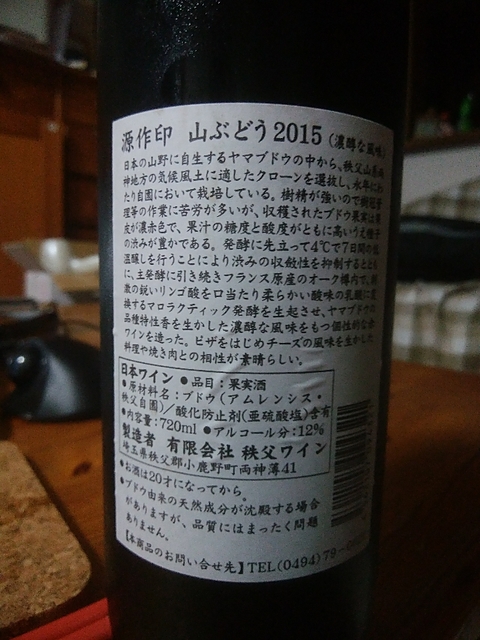 源作印 山ぶどう2015(濃醇な風味)
日本の山野に自生するヤマブドウの中から、秩父山系両
神地方の気候風土に適したクローンを選抜し、永年にわ
たり自園において栽培している。樹精が強いので樹冠管
理等の作業に苦労が多いが、収穫されたブドウ果実は果
皮が濃赤色で、果汁の糖度と酸度がともに高いうえ種子
の渋みが豊かである。発酵に先立って4℃で7日間の低
温醸しを行うことにより渋みの収斂性を抑制するととも
に、主発酵に引き続きフランス原産のオーク樽内で、刺
激の鋭いリンゴ酸を口当たり柔らかい酸味の乳酸に変
換するマロラクティック発酵を生起させ、ヤマブドウの
品種特性香を生かした濃醇な風味をもつ個性的な赤
ワインを造った。ピザをはじめチーズの風味を生かした
料理や焼き肉との相性が素晴らしい。
日本ワイン ●品目:果実酒
●原材料名:ブドウ(アムレンシス・
秩父自園)/酸化防止剤(亜硫酸塩)含有
●内容量:720ml ●アルコール分:12%
製造者 有限会社 秩父ワイン
埼玉県秩父郡小鹿野町両神薄41
●お酒は20才になってから。
●ブドウ由来の天然成分が沈殿する場合
がありますが、品質にはまったく問題
ありません。
【本商品のお問い合せ先】TEL(0494)79-